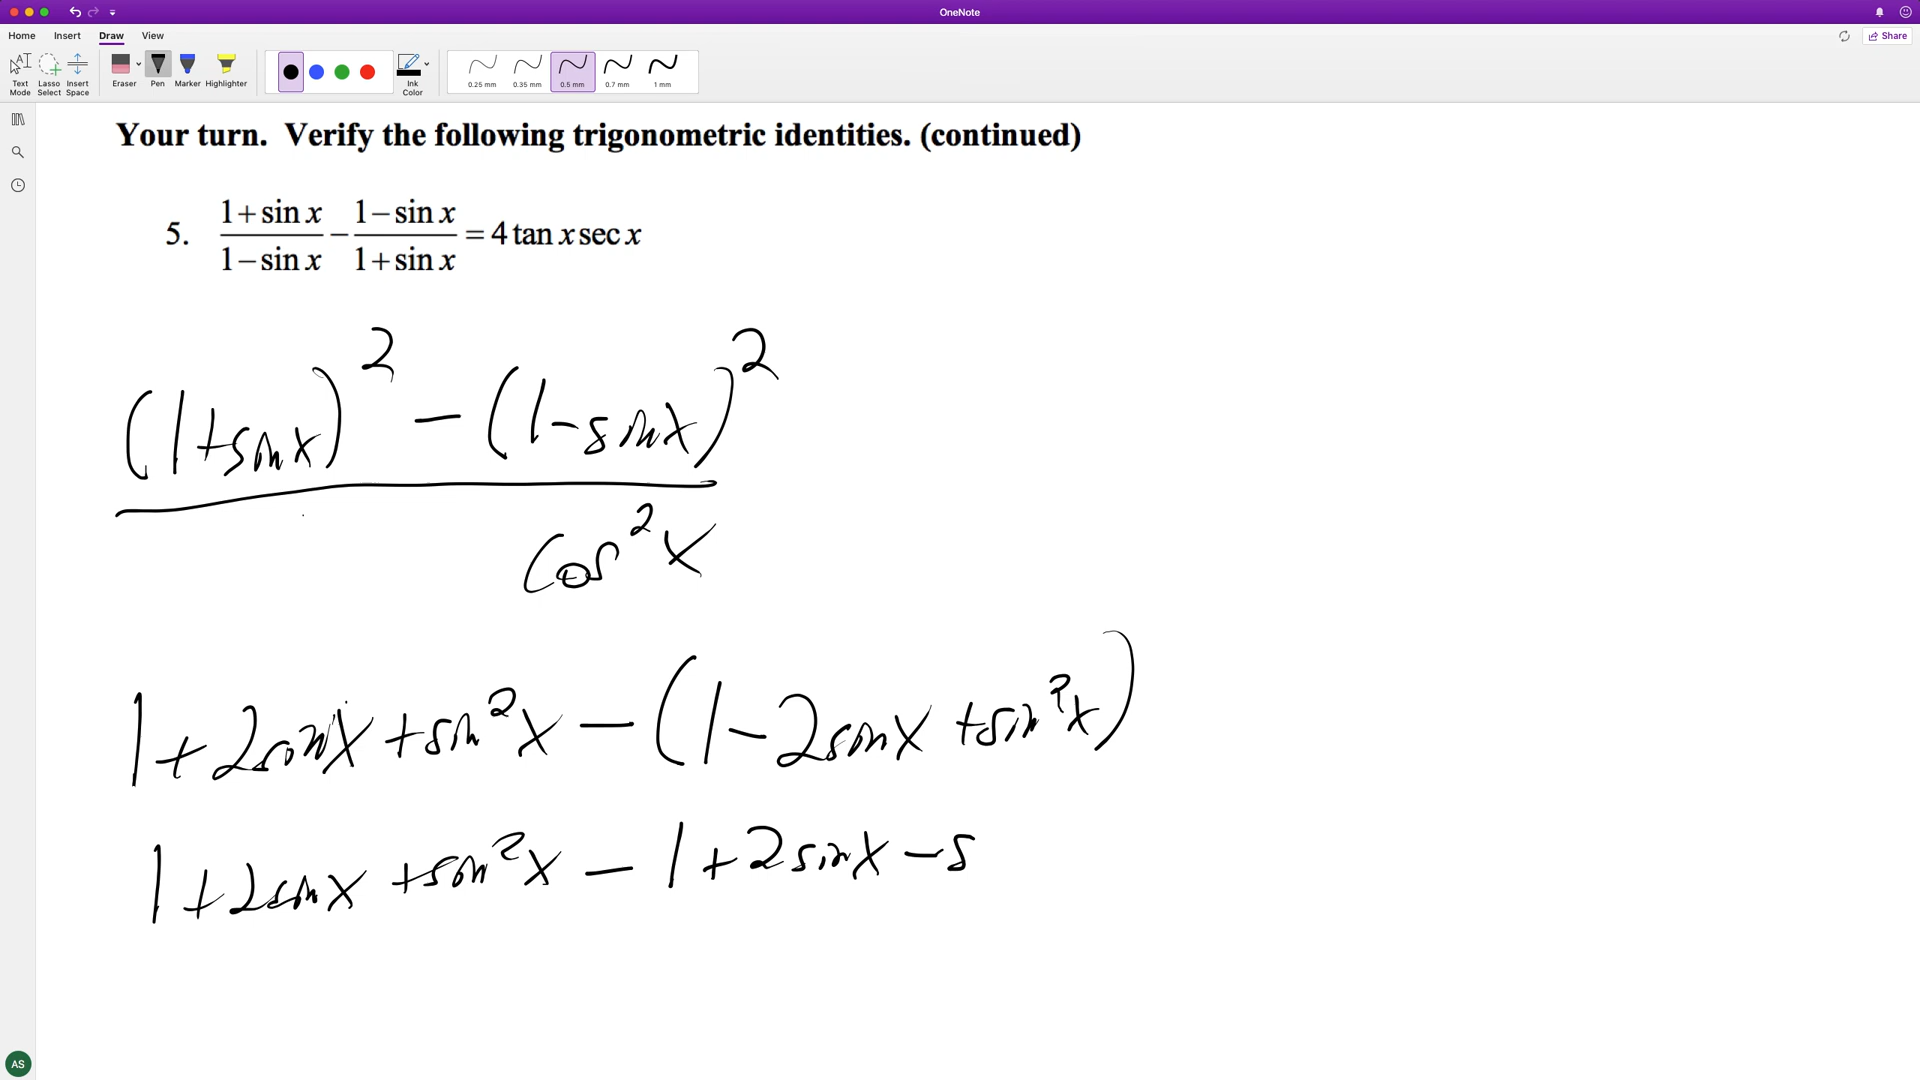 OneNote
Home Insert Draw View
Share
Text Mode Lasso Select Insert Space Eraser Pen Marker Highlighter Ink Color 0.25 mm 0.35 mm 0.5 mm 0.7 mm 1 mm
Your turn. Verify the following trigonometric identities. (continued)
5. (1+sin x)/(1−sin x) − (1−sin x)/(1+sin x) = 4 tan x sec x
(1+sinx)² − (1−sinx)²
cos²x
1+2sinx+sin²x − (1−2sinx+sin²x)
1+2sinx+sin²x − 1+2sinx−s
AS